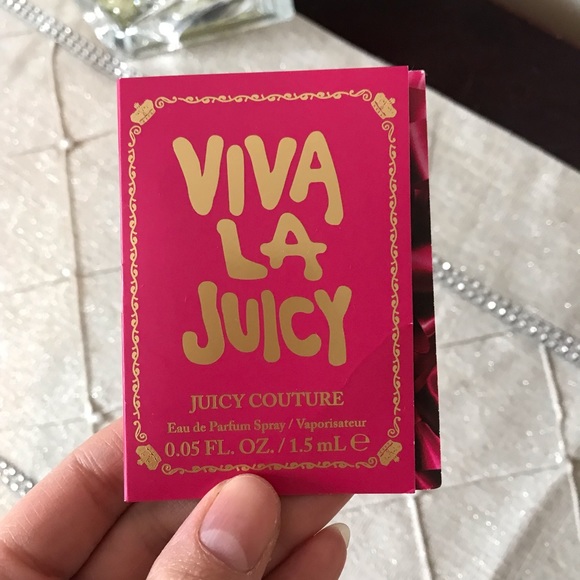 VIVA
LA
JUICY
JUICY COUTURE
Eau de Parfum Spray / Vaporisateur
0.05 FL. OZ. / 1.5 mL ℮